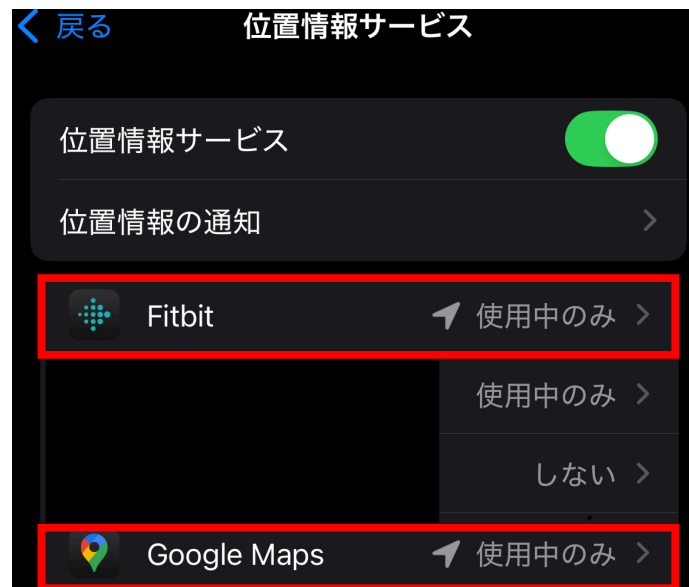 戻る 位置情報サービス
位置情報サービス
位置情報の通知
Fitbit 使用中のみ
使用中のみ
しない
Google Maps 使用中のみ